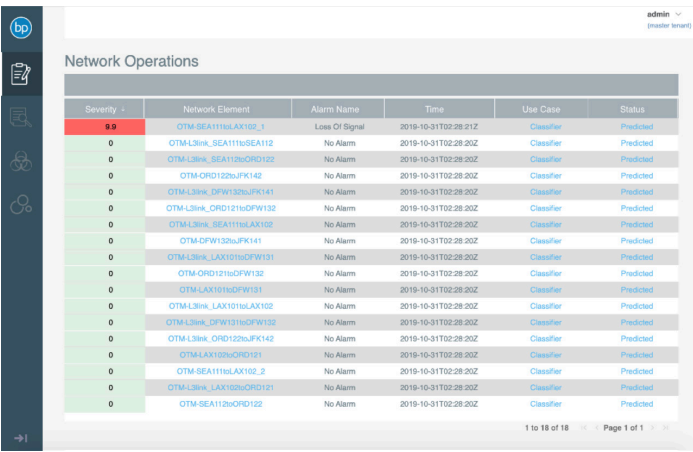 bp
admin
(master tenant)
Network Operations
Severity Network Element Alarm Name Time Use Case Status
9.9 OTM-SEA111toLAX102_1 Loss Of Signal 2019-10-31T02:28:21Z Classifier Predicted
0 OTM-L3link_SEA111toSEA112 No Alarm 2019-10-31T02:28:20Z Classifier Predicted
0 OTM-L3link_SEA112toORD122 No Alarm 2019-10-31T02:28:20Z Classifier Predicted
0 OTM-ORD122toJFK142 No Alarm 2019-10-31T02:28:20Z Classifier Predicted
0 OTM-L3link_DFW132toJFK141 No Alarm 2019-10-31T02:28:20Z Classifier Predicted
0 OTM-L3link_ORD121toDFW132 No Alarm 2019-10-31T02:28:20Z Classifier Predicted
0 OTM-L3link_SEA111toLAX102 No Alarm 2019-10-31T02:28:20Z Classifier Predicted
0 OTM-DFW132toJFK141 No Alarm 2019-10-31T02:28:20Z Classifier Predicted
0 OTM-L3link_LAX101toDFW131 No Alarm 2019-10-31T02:28:20Z Classifier Predicted
0 OTM-ORD121toDFW132 No Alarm 2019-10-31T02:28:20Z Classifier Predicted
0 OTM-LAX101toDFW131 No Alarm 2019-10-31T02:28:20Z Classifier Predicted
0 OTM-L3link_LAX101toLAX102 No Alarm 2019-10-31T02:28:20Z Classifier Predicted
0 OTM-L3link_DFW131toDFW132 No Alarm 2019-10-31T02:28:20Z Classifier Predicted
0 OTM-L3link_ORD122toJFK142 No Alarm 2019-10-31T02:28:20Z Classifier Predicted
0 OTM-LAX102toORD121 No Alarm 2019-10-31T02:28:20Z Classifier Predicted
0 OTM-SEA111toLAX102_2 No Alarm 2019-10-31T02:28:20Z Classifier Predicted
0 OTM-L3link_LAX102toORD121 No Alarm 2019-10-31T02:28:20Z Classifier Predicted
0 OTM-SEA112toORD122 No Alarm 2019-10-31T02:28:20Z Classifier Predicted
1 to 18 of 18 Page 1 of 1